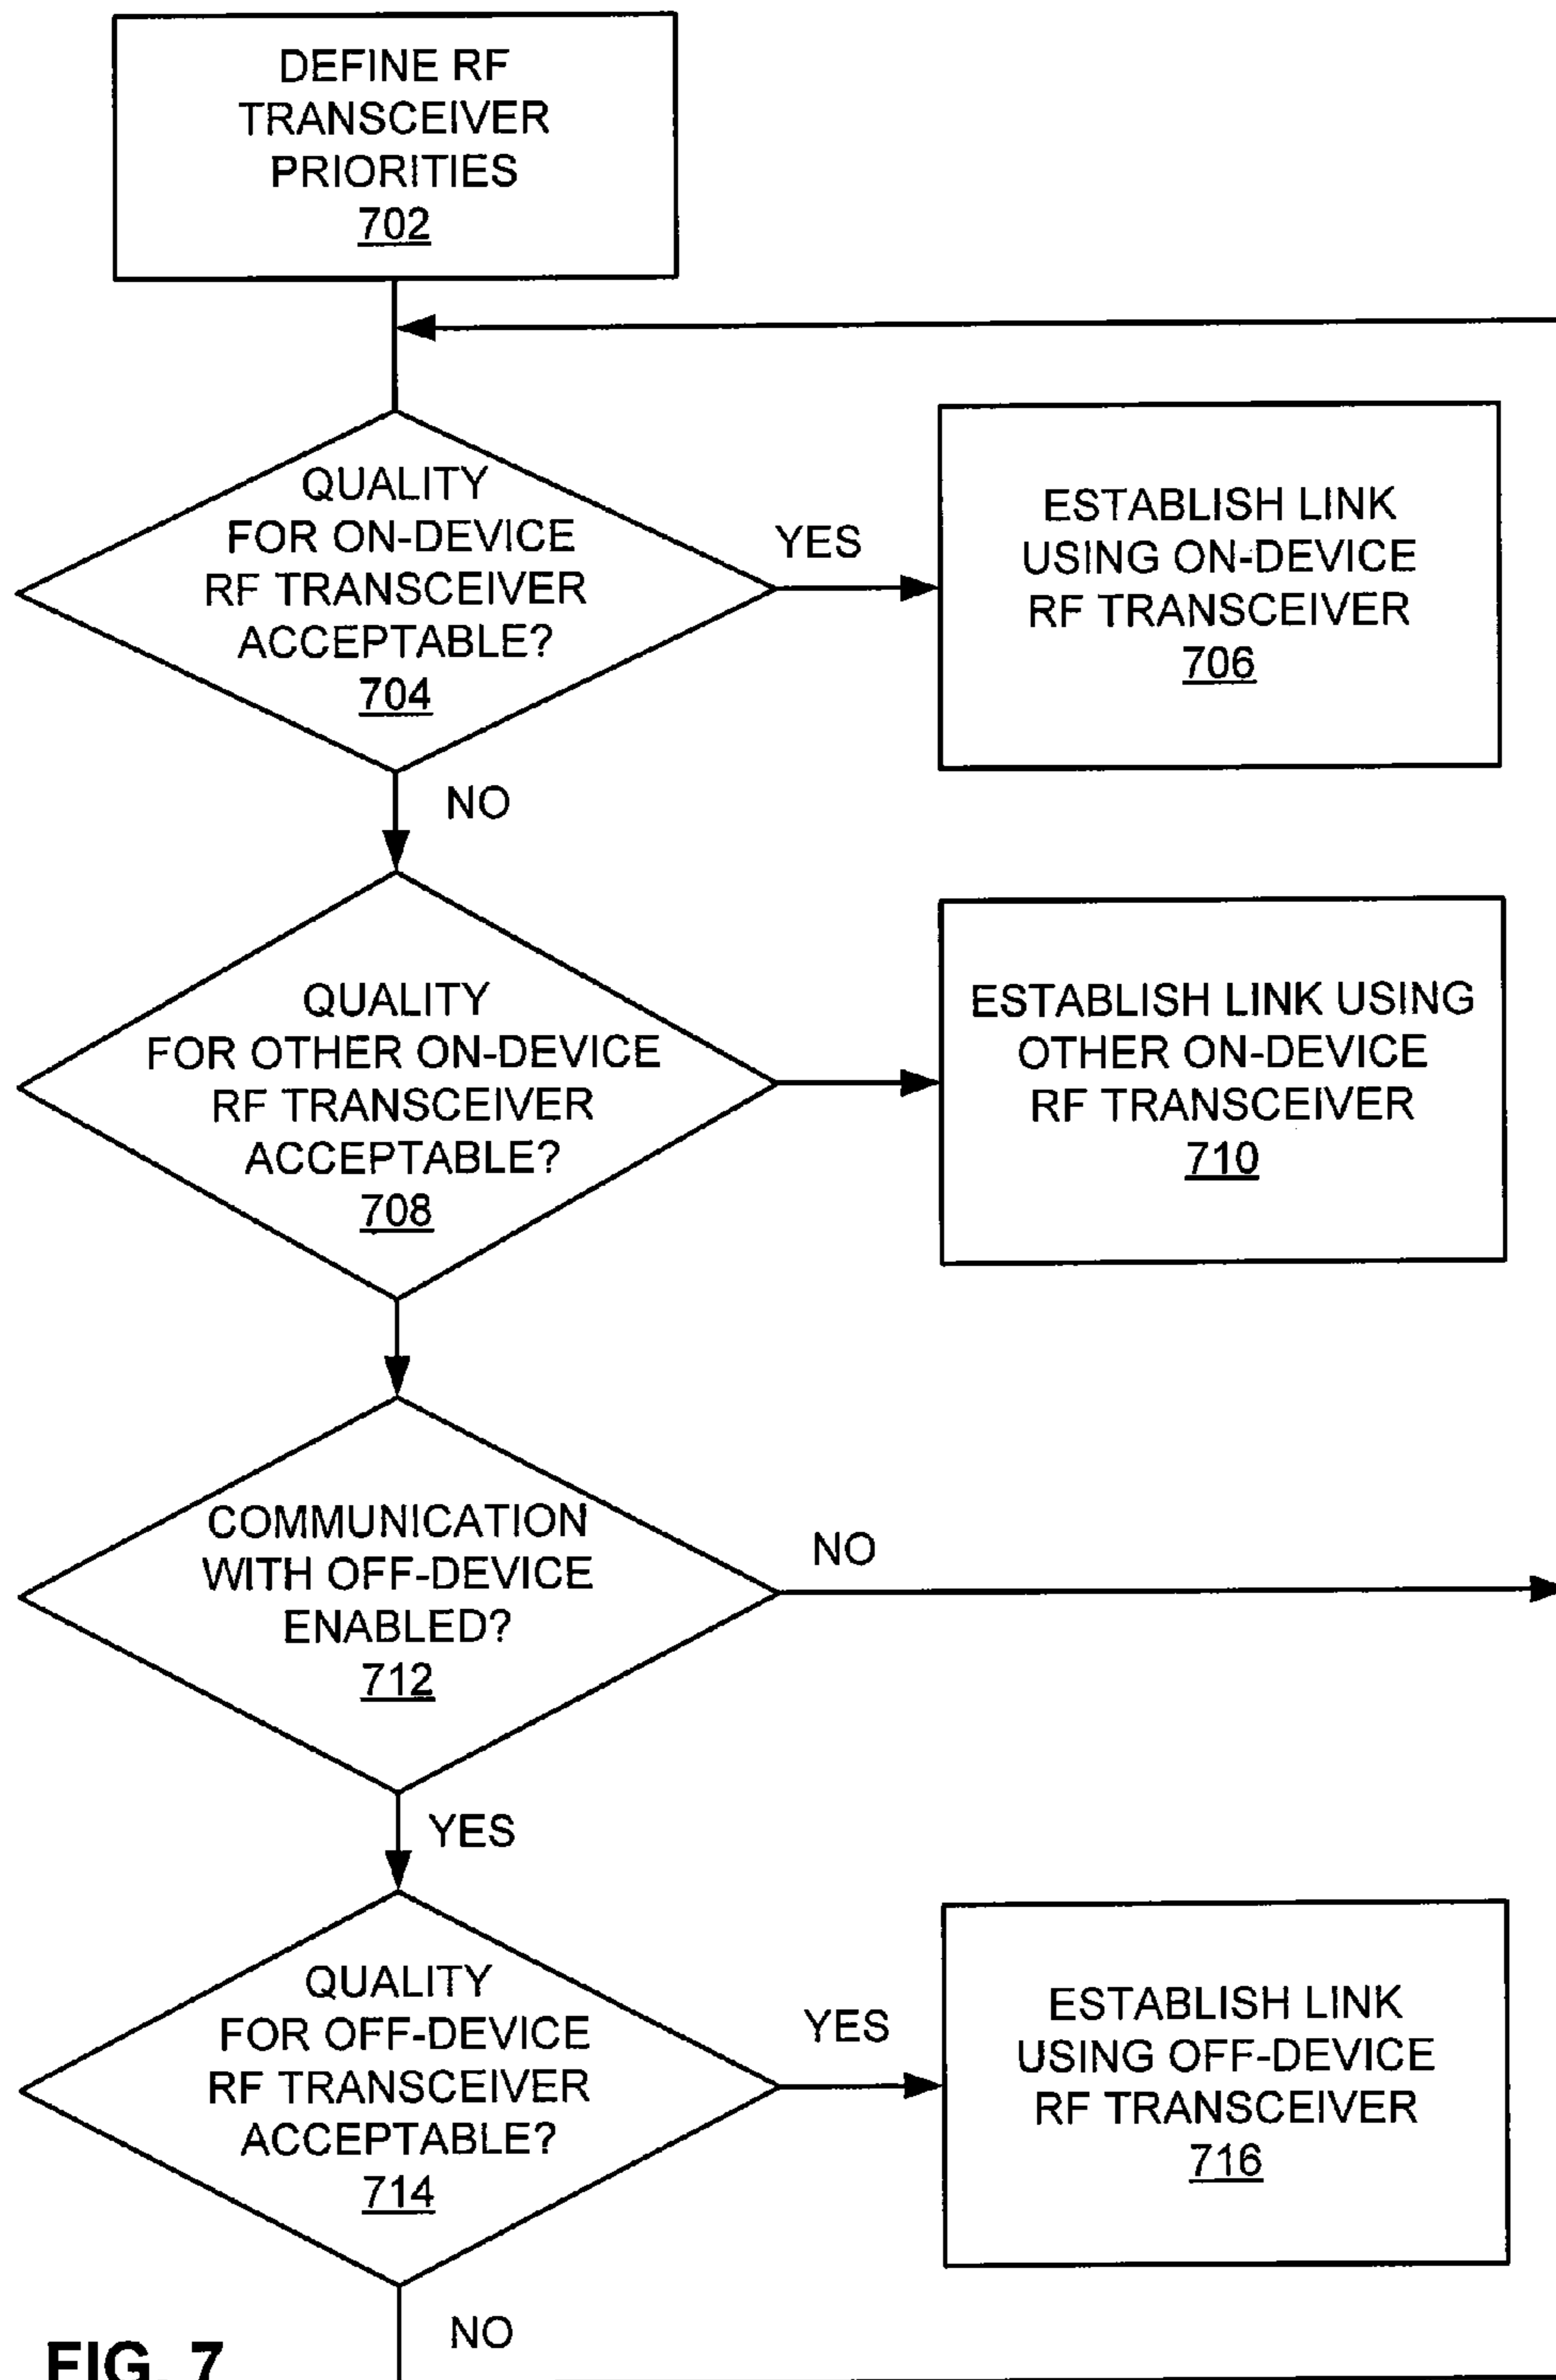 DEFINE RF
TRANSCEIVER
PRIORITIES
702
QUALITY
FOR ON-DEVICE
RF TRANSCEIVER
ACCEPTABLE?
704
YES
ESTABLISH LINK
USING ON-DEVICE
RF TRANSCEIVER
706
NO
QUALITY
FOR OTHER ON-DEVICE
RF TRANSCEIVER
ACCEPTABLE?
708
ESTABLISH LINK USING
OTHER ON-DEVICE
RF TRANSCEIVER
710
COMMUNICATION
WITH OFF-DEVICE
ENABLED?
712
NO
YES
QUALITY
FOR OFF-DEVICE
RF TRANSCEIVER
ACCEPTABLE?
714
YES
ESTABLISH LINK
USING OFF-DEVICE
RF TRANSCEIVER
716
NO
FIG. 7